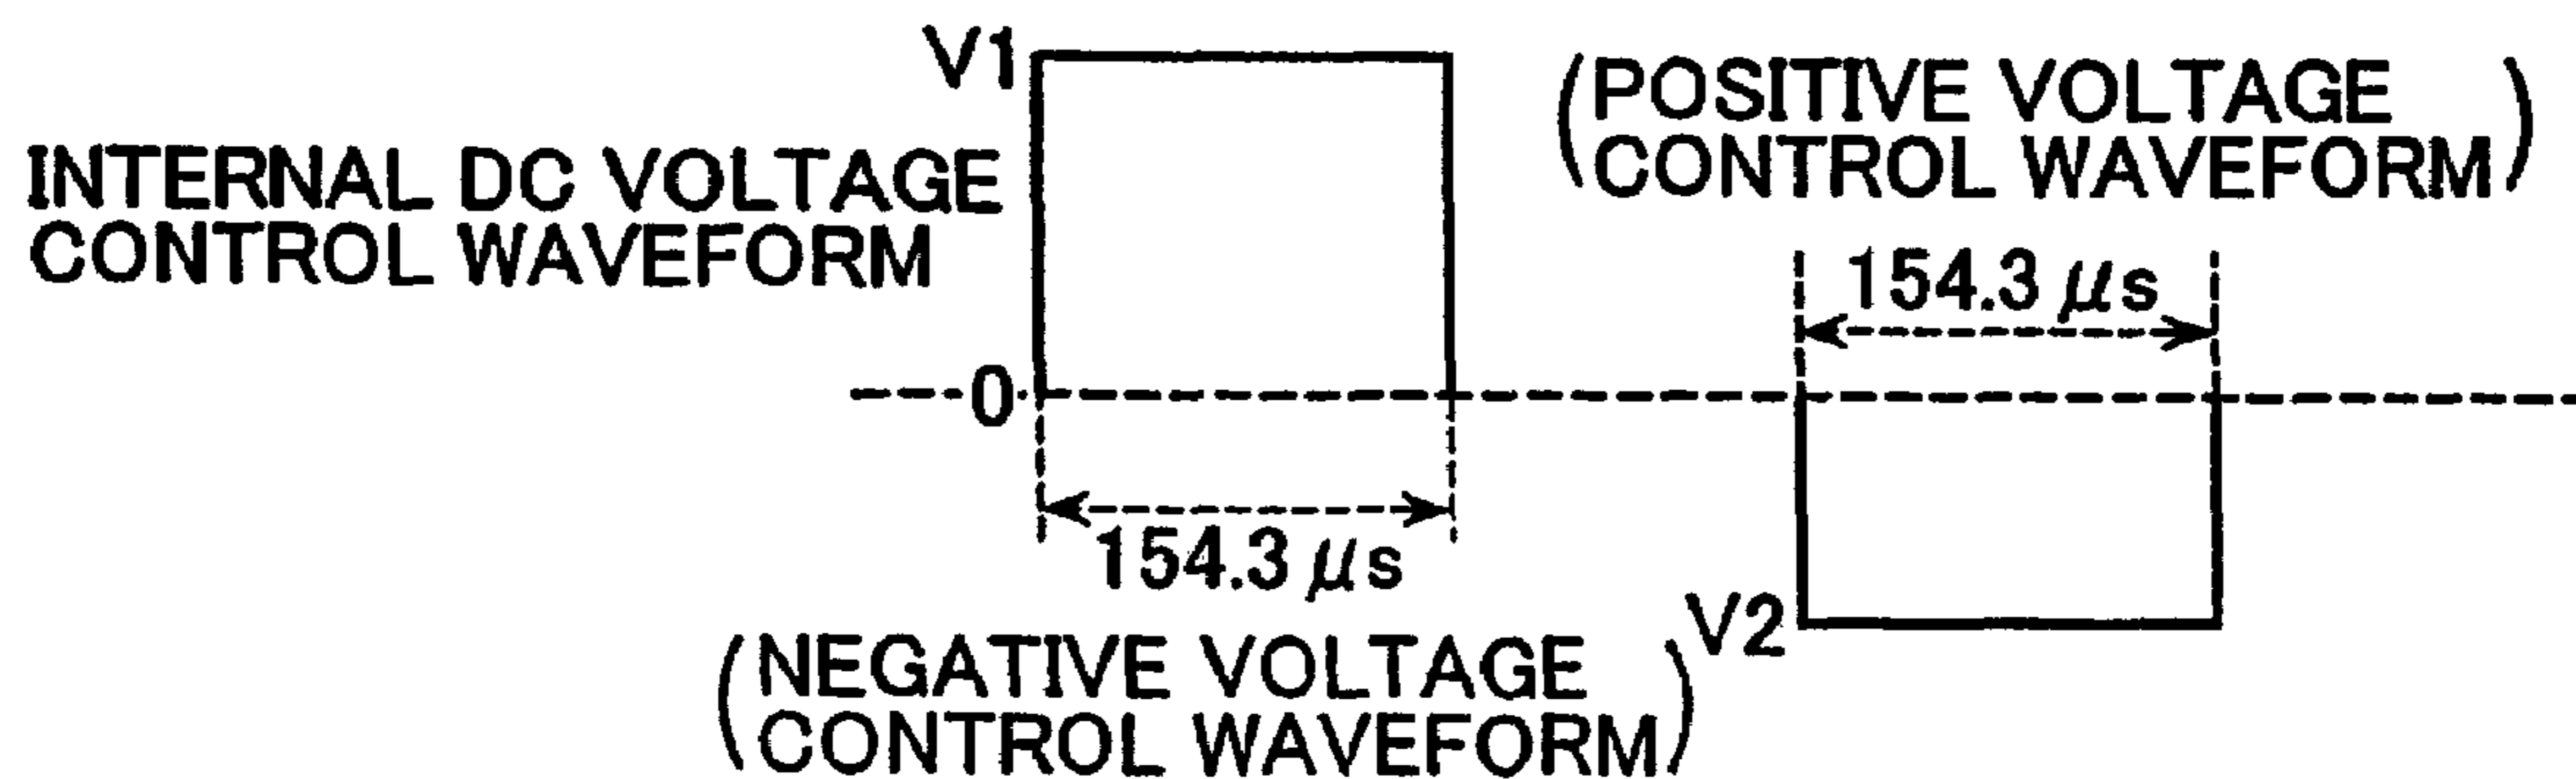 V1
(POSITIVE VOLTAGE
CONTROL WAVEFORM)
INTERNAL DC VOLTAGE
CONTROL WAVEFORM
154.3 μs
0
154.3 μs
V2
(NEGATIVE VOLTAGE
CONTROL WAVEFORM)